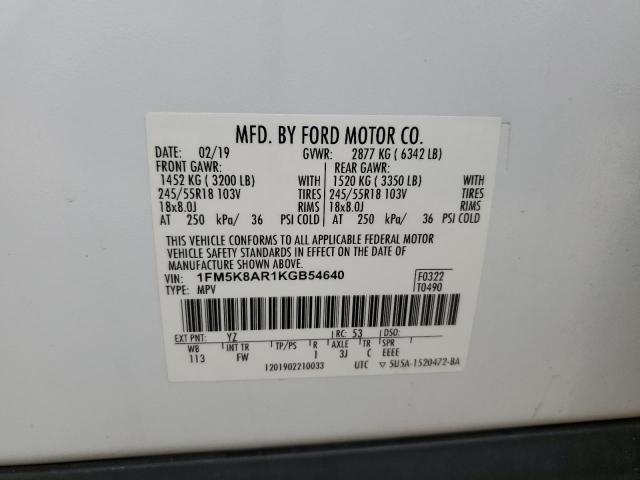 MFD. BY FORD MOTOR CO.
DATE: 02/19 GVWR: 2877 KG ( 6342 LB)
FRONT GAWR: REAR GAWR:
1452 KG ( 3200 LB) WITH 1520 KG ( 3350 LB) WITH
245/55R18 103V TIRES 245/55R18 103V TIRES
18x8.0J RIMS 18x8.0J RIMS
AT 250 kPa/ 36 PSI COLD AT 250 kPa/ 36 PSI COLD
THIS VEHICLE CONFORMS TO ALL APPLICABLE FEDERAL MOTOR
VEHICLE SAFETY STANDARDS IN EFFECT ON THE DATE OF
MANUFACTURE SHOWN ABOVE.
VIN: 1FM5K8AR1KGB54640 F0322
TYPE: MPV T0490
EXT PNT: YZ RC: 53 DSO:
WB INT TR TP/PS R AXLE TR SPR
113 FW 1 3J C EEEE
1201902210033 UTC ▽ 5U5A-1520472-BA